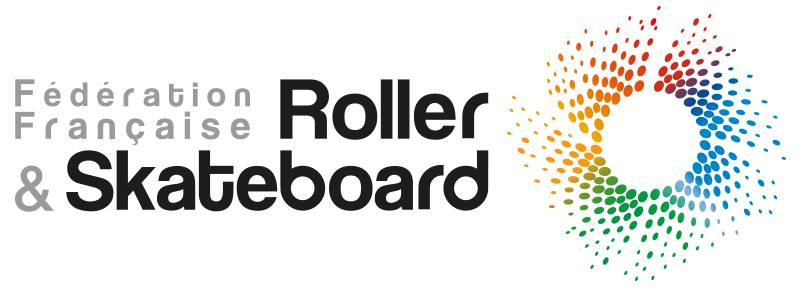 Fédération
Française Roller
& Skateboard